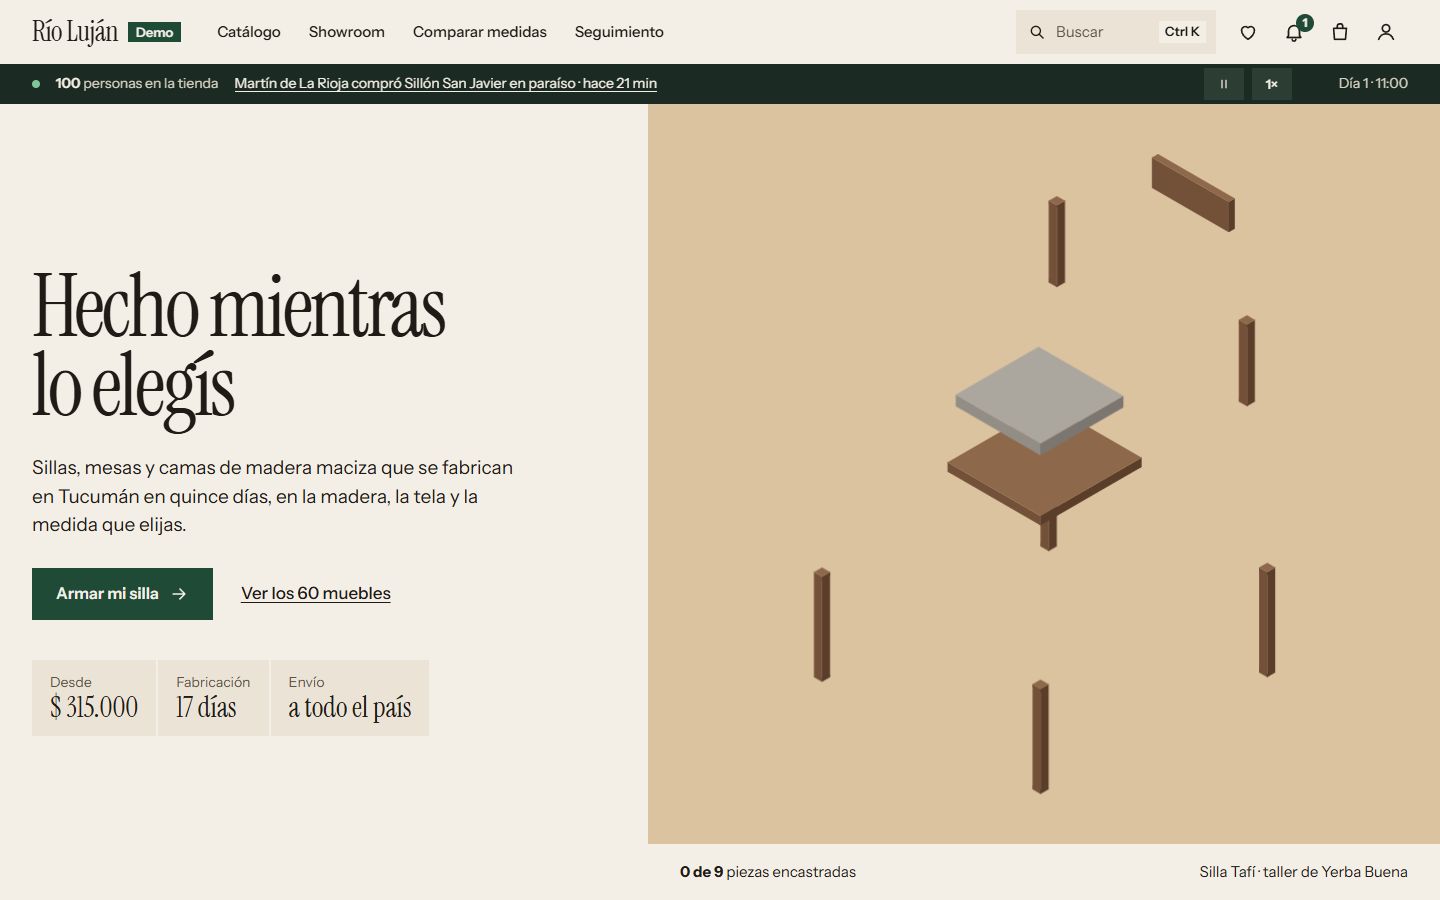 Río Luján Demo Catálogo Showroom Comparar medidas Seguimiento Buscar Ctrl K 1
100 personas en la tienda Martín de La Rioja compró Sillón San Javier en paraíso · hace 21 min 1× Día 1 · 11:00
Hecho mientras
lo elegís
Sillas, mesas y camas de madera maciza que se fabrican
en Tucumán en quince días, en la madera, la tela y la
medida que elijas.
Armar mi silla → Ver los 60 muebles
Desde Fabricación Envío
$ 315.000 17 días a todo el país
0 de 9 piezas encastradas Silla Tafí · taller de Yerba Buena